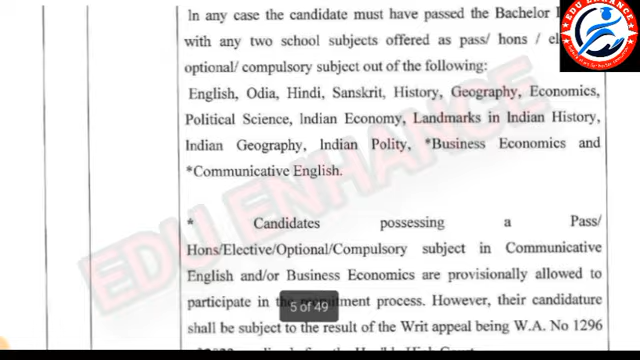 In any case the candidate must have passed the Bachelor
with any two school subjects offered as pass/ hons /
optional/ compulsory subject out of the following:
English, Odia, Hindi, Sanskrit, History, Geography, Economics,
Political Science, Indian Economy, Landmarks in Indian History,
Indian Geography, Indian Polity, *Business Economics and
*Communicative English.
* Candidates possessing a Pass/
Hons/Elective/Optional/Compulsory subject in Communicative
English and/or Business Economics are provisionally allowed to
participate in the recruitment process. However, their candidature
shall be subject to the result of the Writ appeal being W.A. No 1296
5 of 49
EDU ENHANCE
EDU ENHANCE